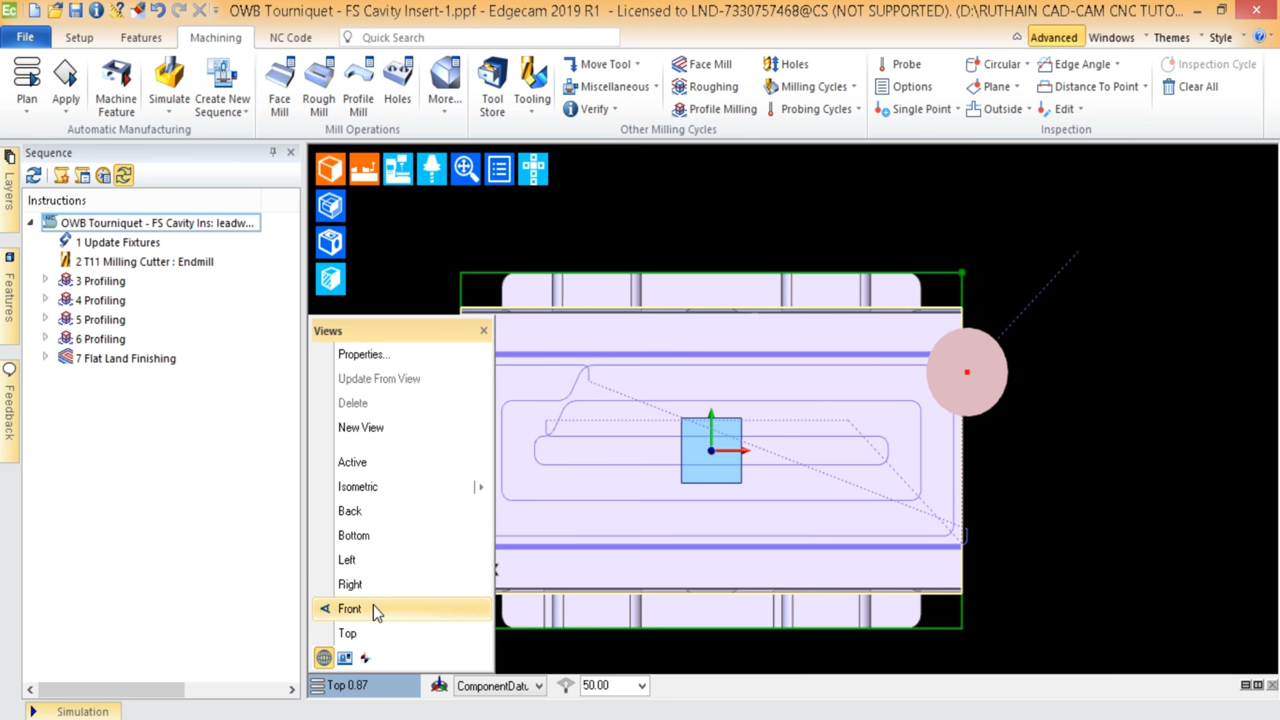 OWB Tourniquet - FS Cavity Insert-1.ppf - Edgecam 2019 R1 - Licensed to LMD-7330757468@CS (NOT SUPPORTED). (D:\RUTHAIN CAD-CAM CNC TUTO...
File Setup Features Machining NC Code Quick Search Advanced Windows Themes Style
Plan Apply Machine Feature Simulate Create New Sequence
Automatic Manufacturing
Face Mill Rough Mill Profile Mill Holes More...
Mill Operations
Tool Store Tooling
Move Tool Face Mill Holes
Miscellaneous Roughing Milling Cycles
Verify Profile Milling Probing Cycles
Other Milling Cycles
Probe Circular Edge Angle Inspection Cycle
Options Plane Distance To Point Clear All
Single Point Outside Edit
Inspection
Layers
Features
Feedback
Sequence
Instructions
OWB Tourniquet - FS Cavity Ins: leadw...
1 Update Fixtures
2 T11 Milling Cutter : Endmill
3 Profiling
4 Profiling
5 Profiling
6 Profiling
7 Flat Land Finishing
Views
Properties...
Update From View
Delete
New View
Active
Isometric
Back
Bottom
Left
Right
Front
Top
Top 0.87 ComponentDatu 50.00
Simulation